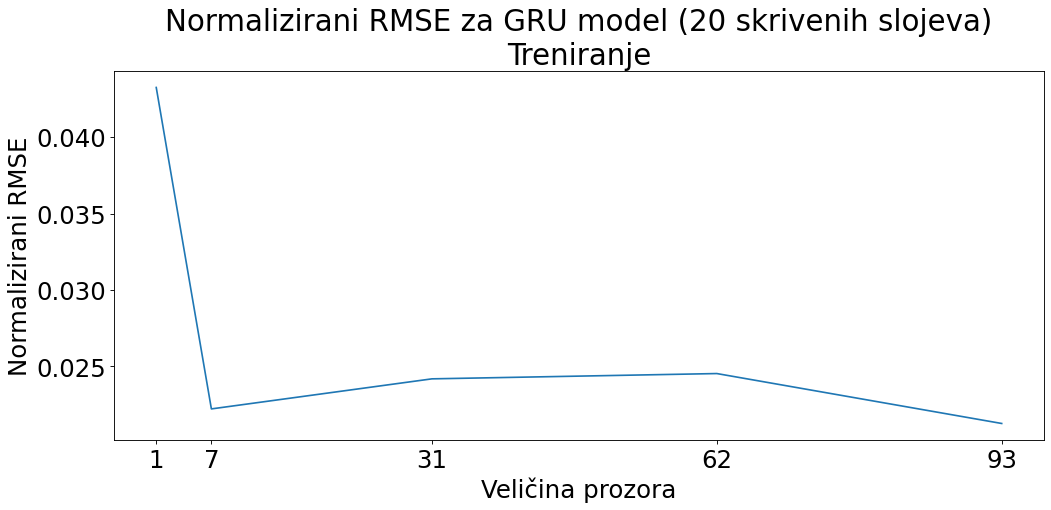 Normalizirani RMSE za GRU model (20 skrivenih slojeva)
Treniranje
Normalizirani RMSE
0.040
0.035
0.030
0.025
1 7 31 62 93
Veličina prozora